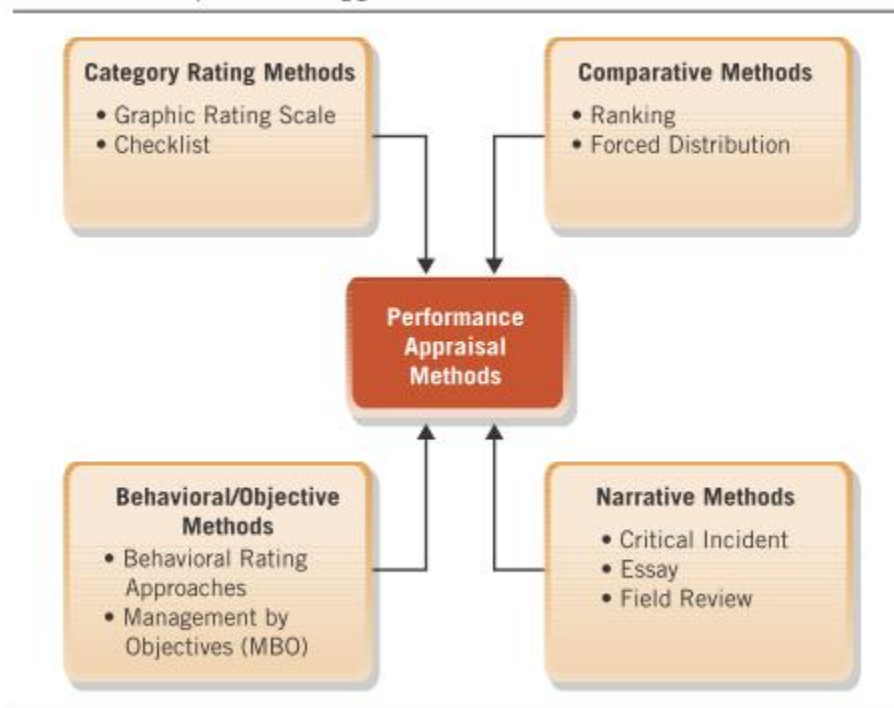 Category Rating Methods
• Graphic Rating Scale
• Checklist
Comparative Methods
• Ranking
• Forced Distribution
Performance
Appraisal
Methods
Behavioral/Objective
Methods
• Behavioral Rating
Approaches
• Management by
Objectives (MBO)
Narrative Methods
• Critical Incident
• Essay
• Field Review